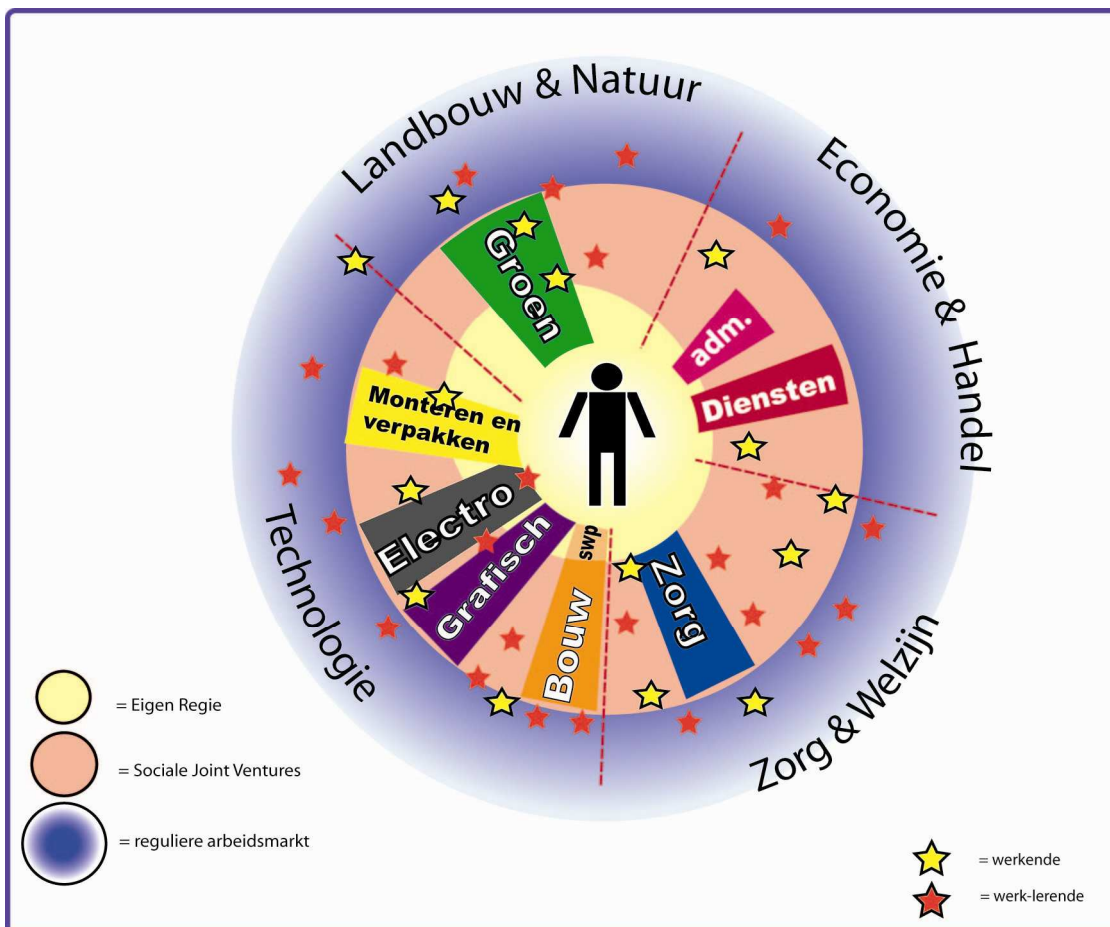 Landbouw & Natuur
Economie & Handel
Groen
adm.
Diensten
Monteren en
verpakken
Electro
Grafisch
swp
Bouw
Zorg
Technologie
Zorg & Welzijn
= Eigen Regie
= Sociale Joint Ventures
= reguliere arbeidsmarkt
= werkende
= werk-lerende